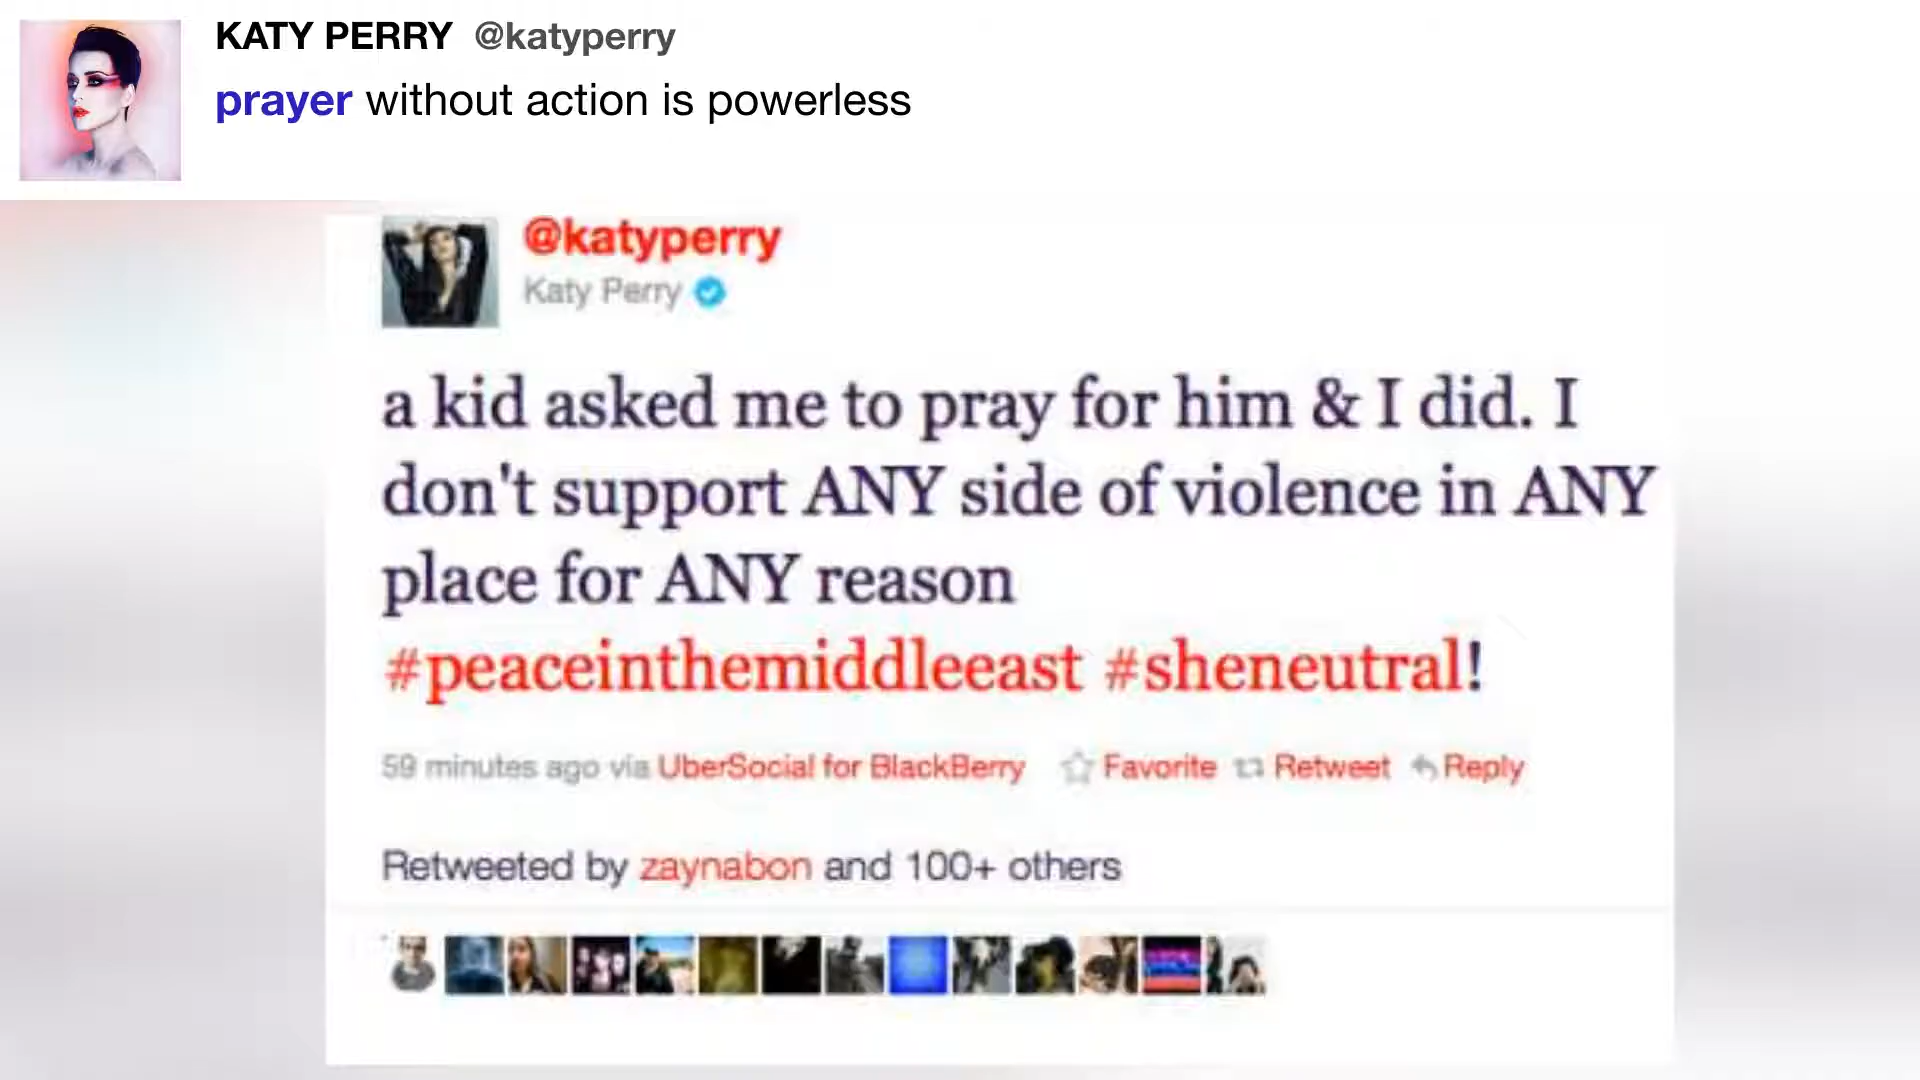 KATY PERRY @katyperry
prayer without action is powerless
@katyperry
Katy Perry
a kid asked me to pray for him & I did. I
don't support ANY side of violence in ANY
place for ANY reason
#peaceinthemiddleeast #sheneutral!
59 minutes ago via UberSocial for BlackBerry Favorite Retweet Reply
Retweeted by zaynabon and 100+ others